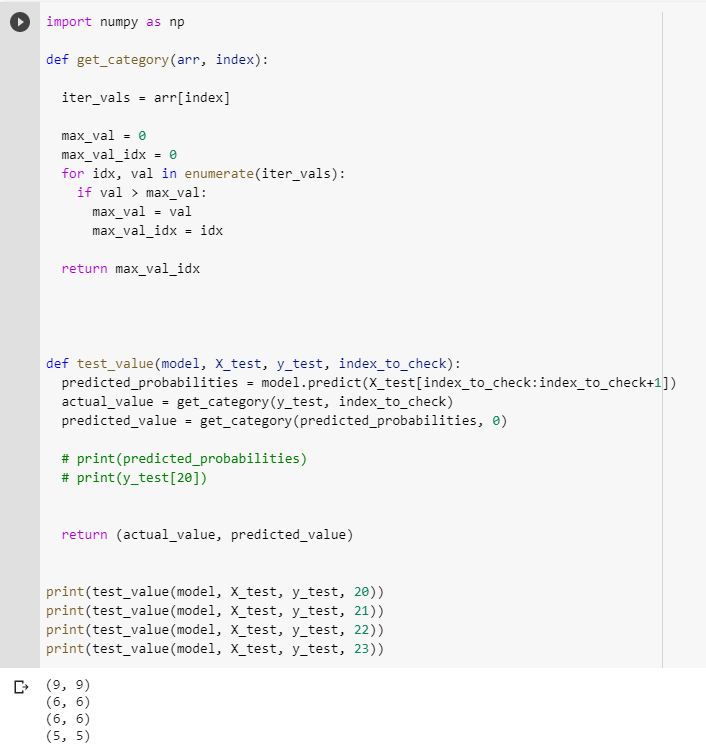 import numpy as np
def get_category(arr, index):
iter_vals = arr[index]
max_val = 0
max_val_idx = 0
for idx, val in enumerate(iter_vals):
if val > max_val:
max_val = val
max_val_idx = idx
return max_val_idx
def test_value(model, X_test, y_test, index_to_check):
predicted_probabilities = model.predict(X_test[index_to_check:index_to_check+1])
actual_value = get_category(y_test, index_to_check)
predicted_value = get_category(predicted_probabilities, 0)
# print(predicted_probabilities)
# print(y_test[20])
return (actual_value, predicted_value)
print(test_value(model, X_test, y_test, 20))
print(test_value(model, X_test, y_test, 21))
print(test_value(model, X_test, y_test, 22))
print(test_value(model, X_test, y_test, 23))
(9, 9)
(6, 6)
(6, 6)
(5, 5)